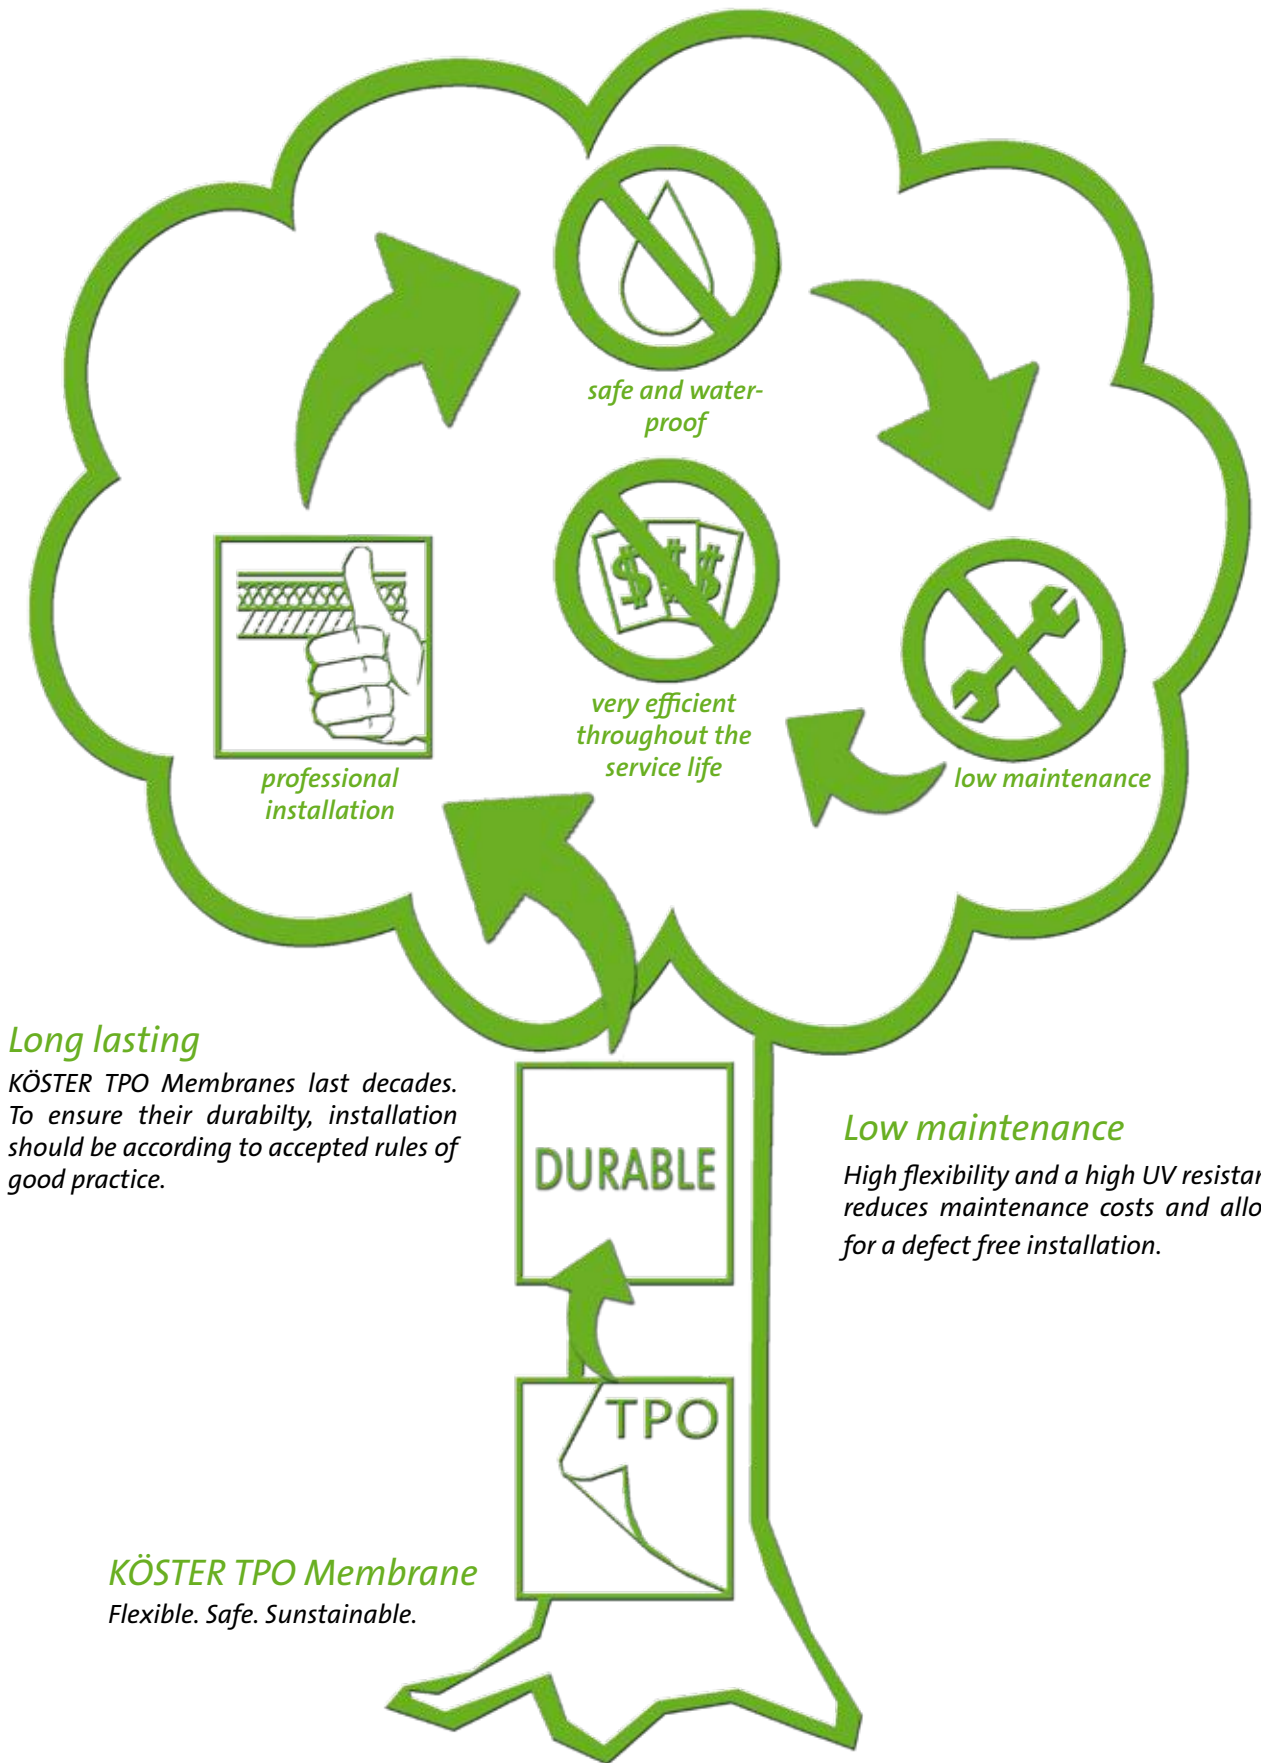 safe and water-
proof
very efficient
throughout the
service life
low maintenance
professional
installation
Long lasting
KÖSTER TPO Membranes last decades.
To ensure their durabilty, installation
should be according to accepted rules of
good practice.
DURABLE
Low maintenance
High flexibility and a high UV resistan
reduces maintenance costs and allo
for a defect free installation.
TPO
KÖSTER TPO Membrane
Flexible. Safe. Sunstainable.